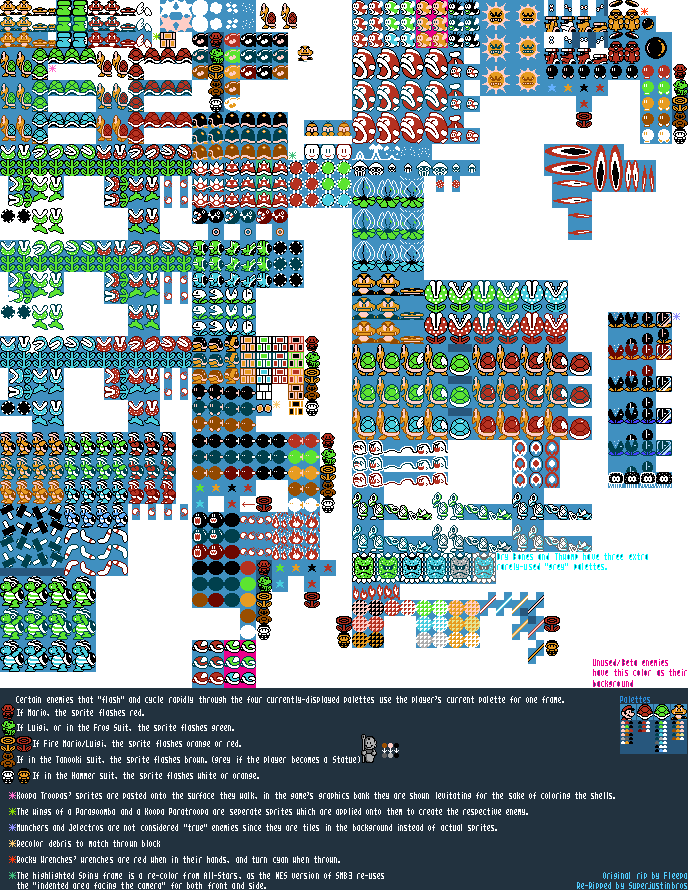 Dry Bones and Thwomp have three extra
rarely-used "grey" palettes.
Unused/Beta enemies
have this color as their
background
Certain enemies that "flash" and cycle rapidly through the four currently-displayed palettes use the player's current palette for one frame.
Palettes
If Mario, the sprite flashes red.
If Luigi, or in the Frog Suit, the sprite flashes green.
If Fire Mario/Luigi, the sprite flashes orange or red.
If in the Tanooki suit, the sprite flashes brown. (grey if the player becomes a Statue)
If in the Hammer suit, the sprite flashes white or orange.
Koopa Troopas' sprites are pasted onto the surface they walk, in the game's graphics bank they are shown levitating for the sake of coloring the shells.
The wings of a Paragoomba and a Koopa Paratroopa are seperate sprites which are applied onto them to create the respective enemy.
Munchers and Jelectros are not considered "true" enemies since they are tiles in the background instead of actual sprites.
Recolor debris to match thrown block
Rocky Wrenches' wrenches are red when in their hands, and turn cyan when thrown.
The highlighted Spiny frame is a re-color from All-Stars, as the NES version of SMB3 re-uses
the "indented area facing the camera" for both front and side.
Original rip by Fleepa
Re-Ripped by Superjustinbros